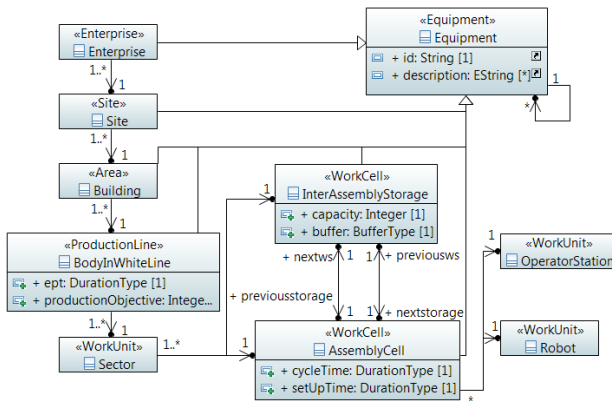 «Enterprise»
Enterprise
«Equipment»
Equipment
+ id: String [1]
+ description: EString [*]
1..*
1
1
*
«Site»
Site
1..*
1
«Area»
Building
1..*
1
«WorkCell»
InterAssemblyStorage
+ capacity: Integer [1]
+ buffer: BufferType [1]
1
«ProductionLine»
BodyInWhiteLine
+ ept: DurationType [1]
+ productionObjective: Intege...
1
1
+ nextws
+ previousws
1
«WorkUnit»
OperatorStation
+ previousstorage
1
1
+ nextstorage
1..*
1
«WorkUnit»
Sector
1..*
1
«WorkCell»
AssemblyCell
+ cycleTime: DurationType [1]
+ setUpTime: DurationType [1]
*
1
«WorkUnit»
Robot